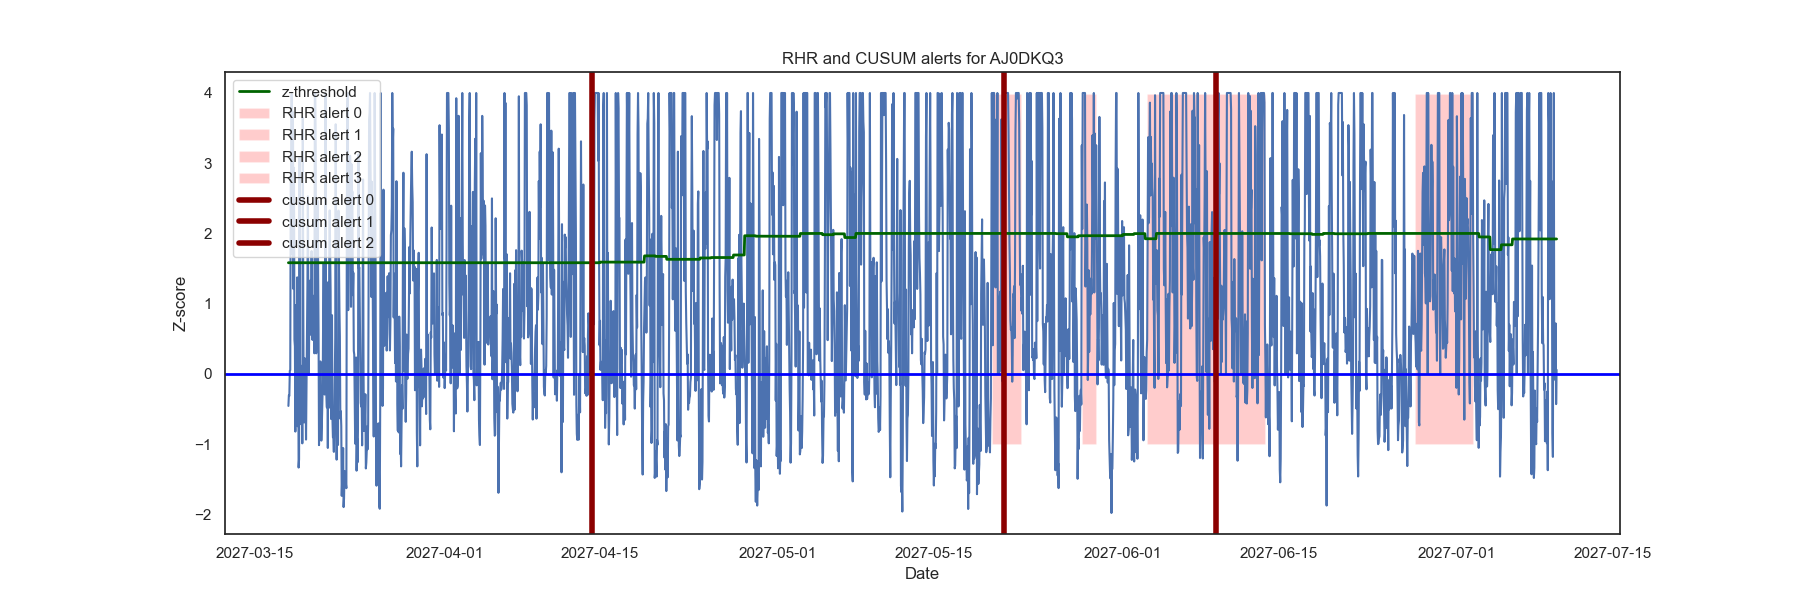 RHR and CUSUM alerts for AJ0DKQ3
z-threshold
RHR alert 0
RHR alert 1
RHR alert 2
RHR alert 3
cusum alert 0
cusum alert 1
cusum alert 2
4
3
2
1
0
−1
−2
Z-score
2027-03-15 2027-04-01 2027-04-15 2027-05-01 2027-05-15 2027-06-01 2027-06-15 2027-07-01 2027-07-15
Date